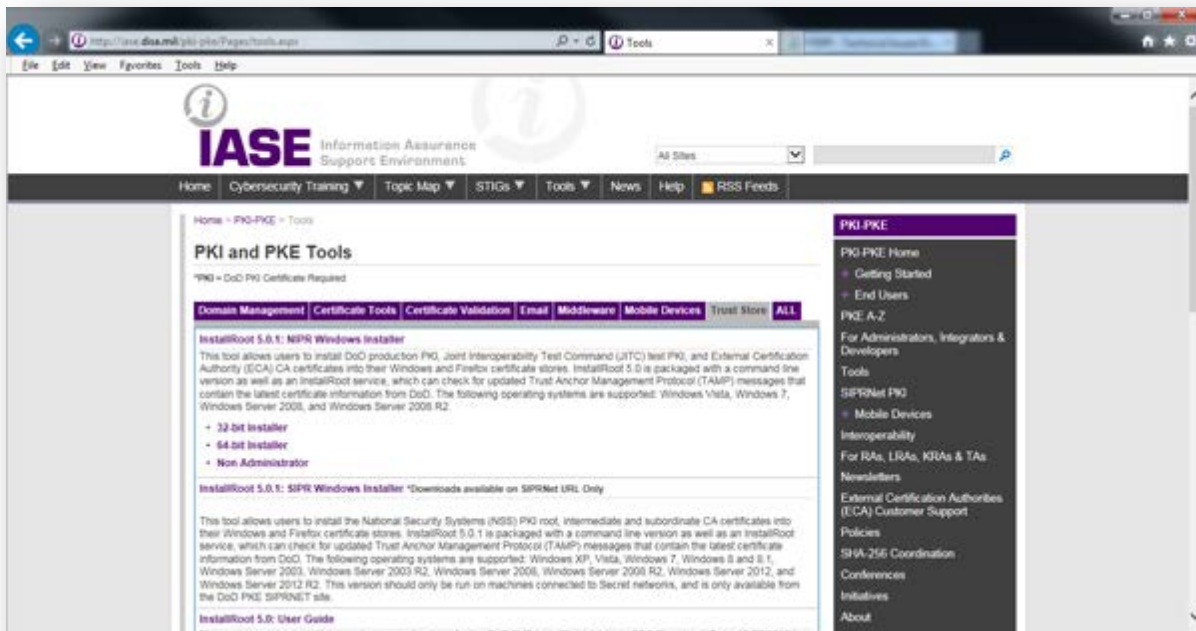 http://iase.disa.mil/pki-pke/Pages/tools.aspx
Tools
File Edit View Favorites Tools Help
i
IASE Information Assurance
Support Environment
All Sites
Home Cybersecurity Training Topic Map STIGs Tools News Help RSS Feeds
Home > PKI-PKE > Tools
PKI and PKE Tools
*PKI = DoD PKI Certificate Required
Domain Management Certificate Tools Certificate Validation Email Middleware Mobile Devices Trust Store ALL
InstallRoot 5.0.1: NIPR Windows Installer
This tool allows users to install DoD production PKI, Joint Interoperability Test Command (JITC) test PKI, and External Certification
Authority (ECA) CA certificates into their Windows and Firefox certificate stores. InstallRoot 5.0 is packaged with a command line
version as well as an InstallRoot service, which can check for updated Trust Anchor Management Protocol (TAMP) messages that
contain the latest certificate information from DoD. The following operating systems are supported: Windows Vista, Windows 7,
Windows Server 2008, and Windows Server 2008 R2.
32-bit Installer
64-bit Installer
Non Administrator
InstallRoot 5.0.1: SIPR Windows Installer *Downloads available on SIPRNet URL Only
This tool allows users to install the National Security Systems (NSS) PKI root, intermediate and subordinate CA certificates into
their Windows and Firefox certificate stores. InstallRoot 5.0.1 is packaged with a command line version as well as an InstallRoot
service, which can check for updated Trust Anchor Management Protocol (TAMP) messages that contain the latest certificate
information from DoD. The following operating systems are supported: Windows XP, Vista, Windows 7, Windows 8 and 8.1,
Windows Server 2003, Windows Server 2003 R2, Windows Server 2008, Windows Server 2008 R2, Windows Server 2012, and
Windows Server 2012 R2. This version should only be run on machines connected to Secret networks, and is only available from
the DoD PKE SIPRNET site.
InstallRoot 5.0: User Guide
PKI-PKE
PKI-PKE Home
+ Getting Started
+ End Users
PKE A-Z
For Administrators, Integrators &
Developers
Tools
SIPRNet PKI
+ Mobile Devices
Interoperability
For RAs, LRAs, KRAs & TAs
Newsletters
External Certification Authorities
(ECA) Customer Support
Policies
SHA-256 Coordination
Conferences
Initiatives
About